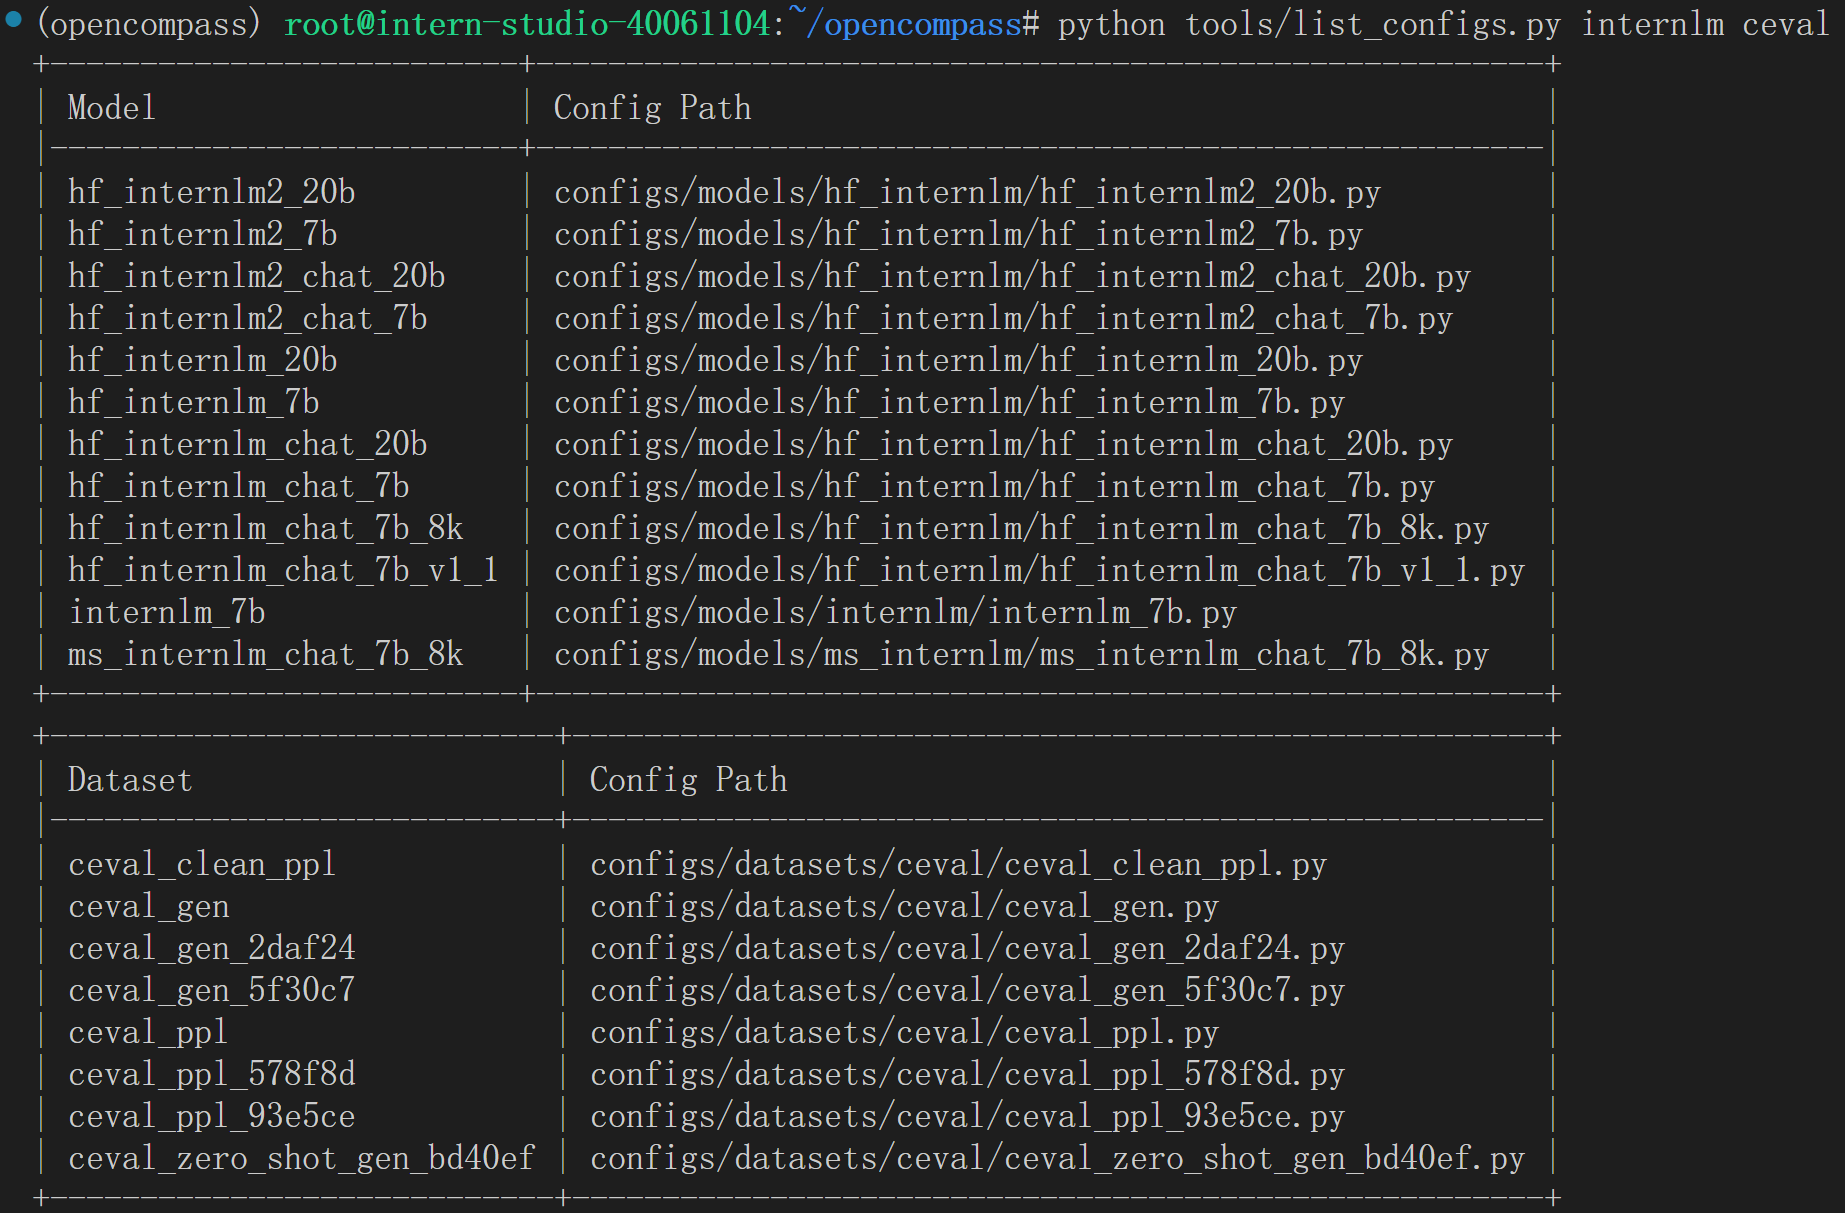 (opencompass) root@intern-studio-40061104:~/opencompass# python tools/list_configs.py internlm ceval
+--------------------------+--------------------------------------------------------+
| Model                    | Config Path                                            |
|--------------------------+--------------------------------------------------------|
| hf_internlm2_20b         | configs/models/hf_internlm/hf_internlm2_20b.py         |
| hf_internlm2_7b          | configs/models/hf_internlm/hf_internlm2_7b.py          |
| hf_internlm2_chat_20b    | configs/models/hf_internlm/hf_internlm2_chat_20b.py    |
| hf_internlm2_chat_7b     | configs/models/hf_internlm/hf_internlm2_chat_7b.py     |
| hf_internlm_20b          | configs/models/hf_internlm/hf_internlm_20b.py          |
| hf_internlm_7b           | configs/models/hf_internlm/hf_internlm_7b.py           |
| hf_internlm_chat_20b     | configs/models/hf_internlm/hf_internlm_chat_20b.py     |
| hf_internlm_chat_7b      | configs/models/hf_internlm/hf_internlm_chat_7b.py      |
| hf_internlm_chat_7b_8k   | configs/models/hf_internlm/hf_internlm_chat_7b_8k.py   |
| hf_internlm_chat_7b_v1_1 | configs/models/hf_internlm/hf_internlm_chat_7b_v1_1.py |
| internlm_7b              | configs/models/internlm/internlm_7b.py                 |
| ms_internlm_chat_7b_8k   | configs/models/ms_internlm/ms_internlm_chat_7b_8k.py   |
+--------------------------+--------------------------------------------------------+
+----------------------------+------------------------------------------------------+
| Dataset                    | Config Path                                          |
|----------------------------+------------------------------------------------------|
| ceval_clean_ppl            | configs/datasets/ceval/ceval_clean_ppl.py            |
| ceval_gen                  | configs/datasets/ceval/ceval_gen.py                  |
| ceval_gen_2daf24           | configs/datasets/ceval/ceval_gen_2daf24.py           |
| ceval_gen_5f30c7           | configs/datasets/ceval/ceval_gen_5f30c7.py           |
| ceval_ppl                  | configs/datasets/ceval/ceval_ppl.py                  |
| ceval_ppl_578f8d           | configs/datasets/ceval/ceval_ppl_578f8d.py           |
| ceval_ppl_93e5ce           | configs/datasets/ceval/ceval_ppl_93e5ce.py           |
| ceval_zero_shot_gen_bd40ef | configs/datasets/ceval/ceval_zero_shot_gen_bd40ef.py |
+----------------------------+------------------------------------------------------+